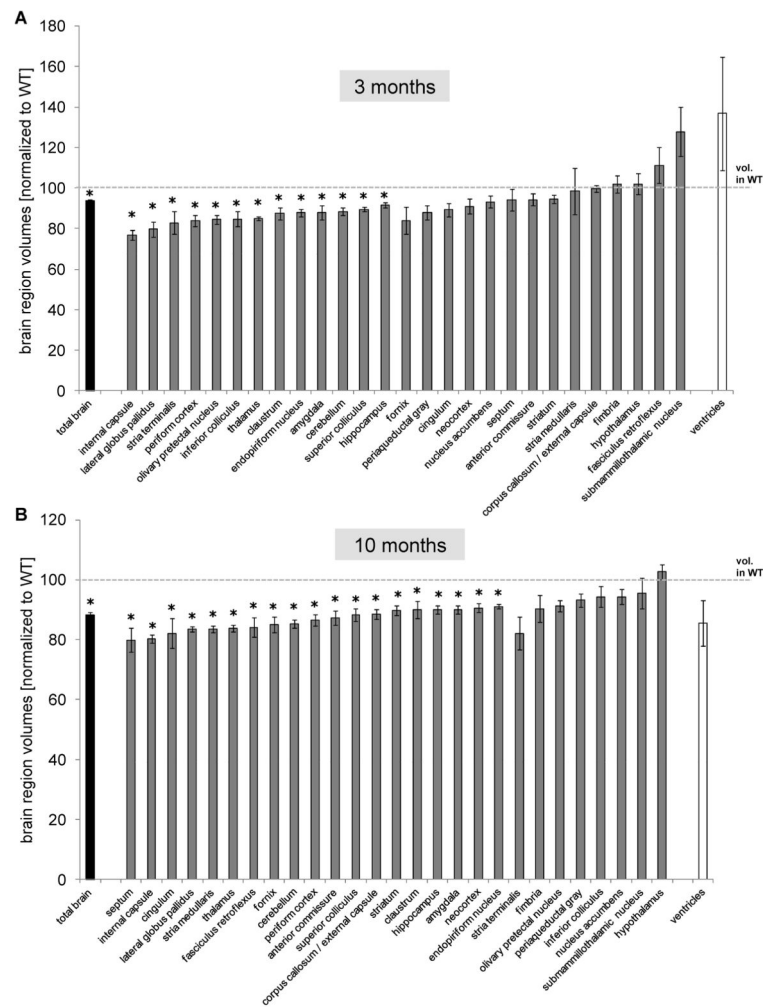 A
180
160
140
120
100
80
60
40
20
0
brain region volumes [normalized to WT]
3 months
vol.
in WT
* * * * * * * * * * * * * * *
total brain
internal capsule
lateral globus pallidus
stria terminalis
periform cortex
olivary pretectal nucleus
inferior colliculus
thalamus
claustrum
endopiriform nucleus
amygdala
cerebellum
superior colliculus
hippocampus
fornix
periaqueductal gray
cingulum
neocortex
nucleus accumbens
septum
anterior commissure
striatum
stria medullaris
corpus callosum / external capsule
fimbria
hypothalamus
fasciculus retroflexus
submammillothalamic nucleus
ventricles
B
120
100
80
60
40
20
0
brain region volumes [normalized to WT]
10 months
vol.
in WT
* * * * * * * * * * * * * * * * * * * *
total brain
septum
internal capsule
cingulum
lateral globus pallidus
stria medullaris
thalamus
fasciculus retroflexus
fornix
cerebellum
periform cortex
anterior commissure
superior colliculus
corpus callosum / external capsule
striatum
claustrum
hippocampus
amygdala
neocortex
endopiriform nucleus
stria terminalis
fimbria
olivary pretectal nucleus
periaqueductal gray
inferior colliculus
nucleus accumbens
submammillothalamic nucleus
hypothalamus
ventricles